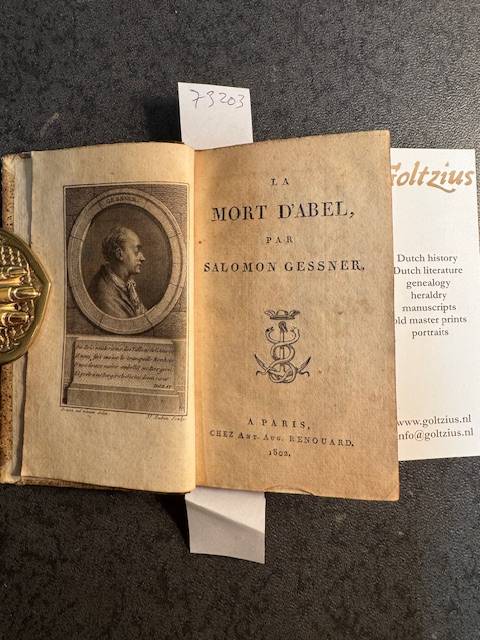 73203
GESSNER.
DORAT
LA
MORT D'ABEL,
PAR
SALOMON GESSNER.
A PARIS,
CHEZ ANT. AUG. RENOUARD.
1802.
Goltzius
Dutch history
Dutch literature
genealogy
heraldry
manuscripts
old master prints
portraits
www.goltzius.nl
info@goltzius.nl